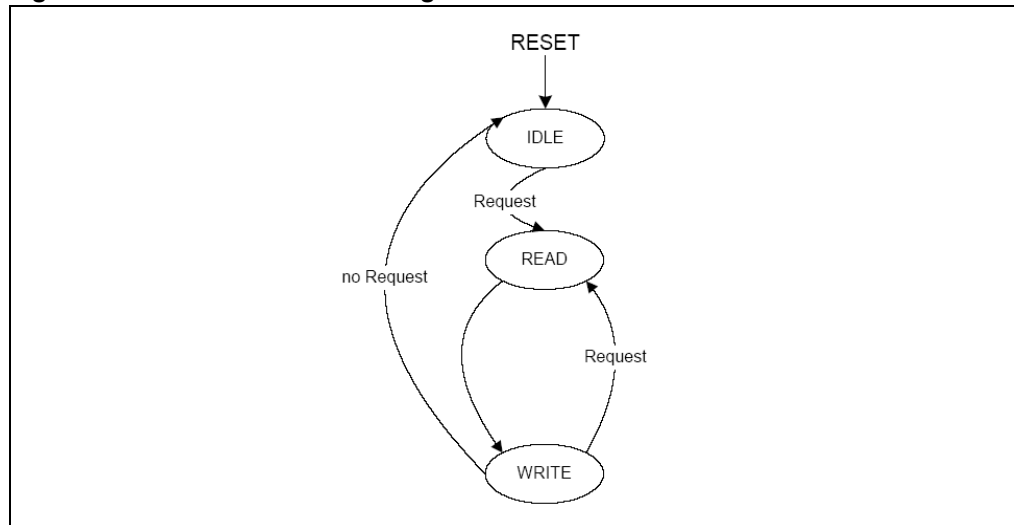 RESET
IDLE
Request
READ
no Request
Request
WRITE